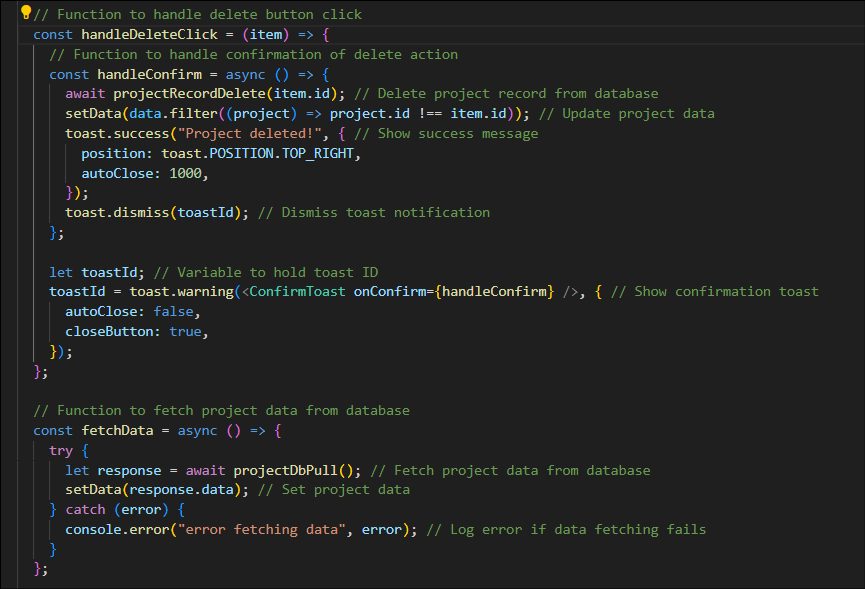 // Function to handle delete button click
const handleDeleteClick = (item) => {
  // Function to handle confirmation of delete action
  const handleConfirm = async () => {
    await projectRecordDelete(item.id); // Delete project record from database
    setData(data.filter((project) => project.id !== item.id)); // Update project data
    toast.success("Project deleted!", { // Show success message
      position: toast.POSITION.TOP_RIGHT,
      autoClose: 1000,
    });
    toast.dismiss(toastId); // Dismiss toast notification
  };

  let toastId; // Variable to hold toast ID
  toastId = toast.warning(<ConfirmToast onConfirm={handleConfirm} />, { // Show confirmation toast
    autoClose: false,
    closeButton: true,
  });
};

// Function to fetch project data from database
const fetchData = async () => {
  try {
    let response = await projectDbPull(); // Fetch project data from database
    setData(response.data); // Set project data
  } catch (error) {
    console.error("error fetching data", error); // Log error if data fetching fails
  }
};